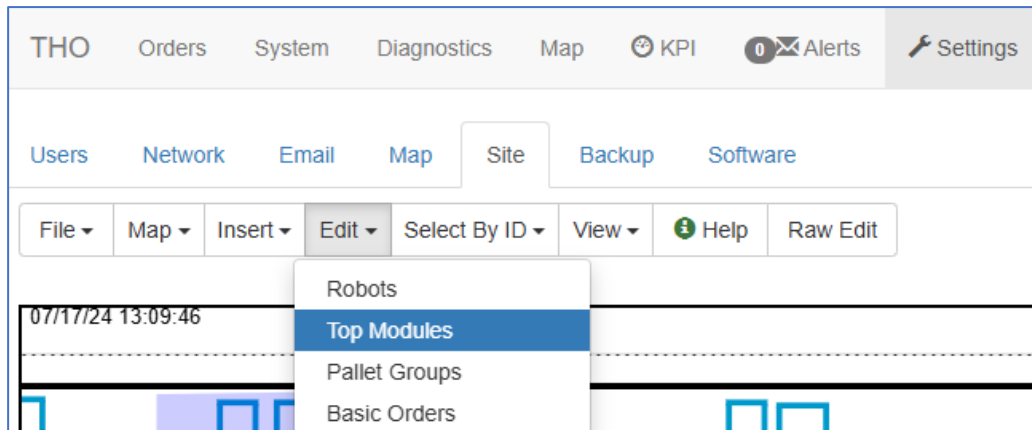 THO Orders System Diagnostics Map KPI 0 Alerts Settings
Users Network Email Map Site Backup Software
File Map Insert Edit Select By ID View Help Raw Edit
Robots
07/17/24 13:09:46
Top Modules
Pallet Groups
Basic Orders